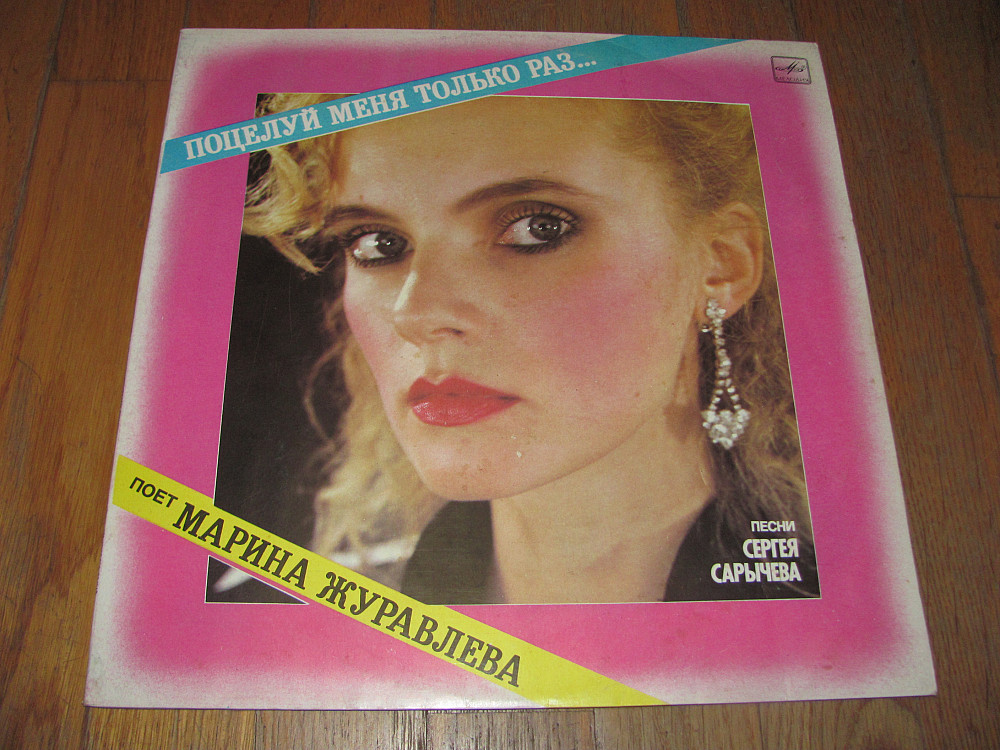 ПОЦЕЛУЙ МЕНЯ ТОЛЬКО РАЗ...
ПОЕТ МАРИНА ЖУРАВЛЕВА
ПЕСНИ
СЕРГЕЯ
САРЫЧЕВА